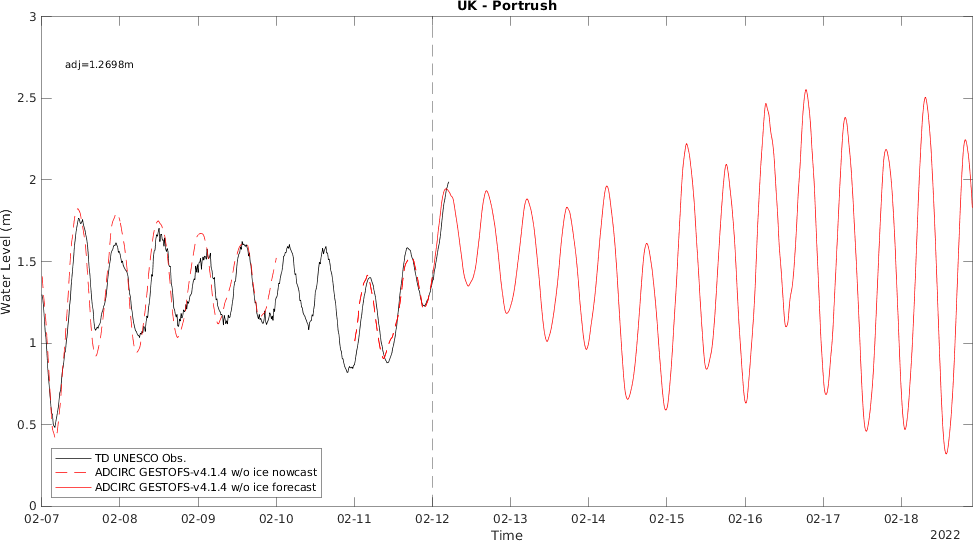 UK - Portrush
3
adj=1.2698m
2.5
2
1.5
1
0.5
0
Water Level (m)
TD UNESCO Obs.
ADCIRC GESTOFS-v4.1.4 w/o ice nowcast
ADCIRC GESTOFS-v4.1.4 w/o ice forecast
02-07 02-08 02-09 02-10 02-11 02-12 02-13 02-14 02-15 02-16 02-17 02-18
Time
2022